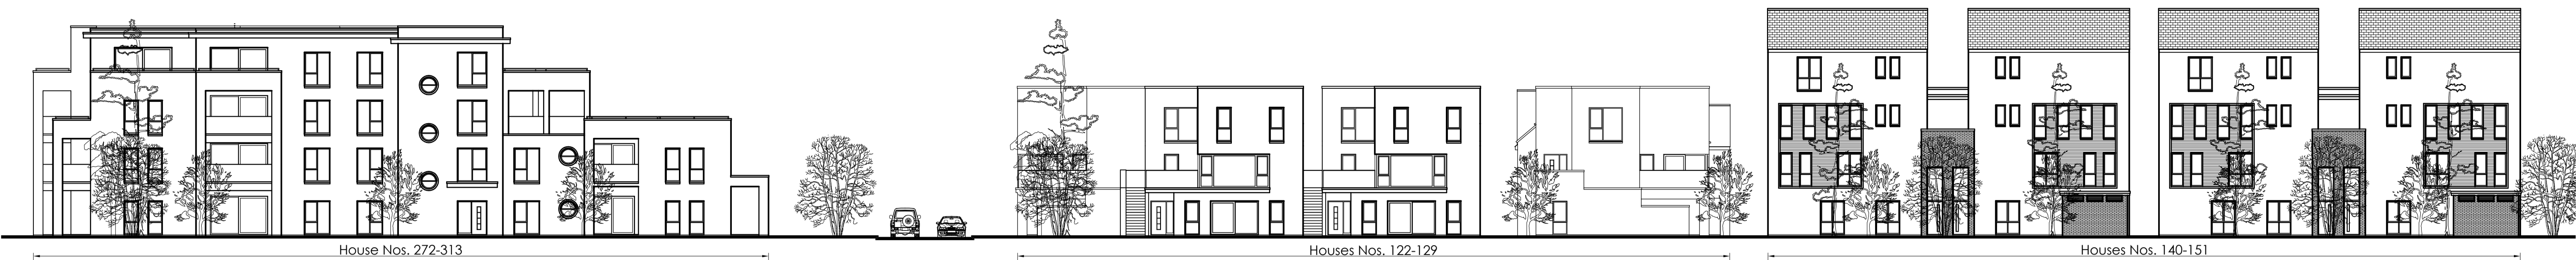 House Nos. 272-313
Houses Nos. 122-129
Houses Nos. 140-151